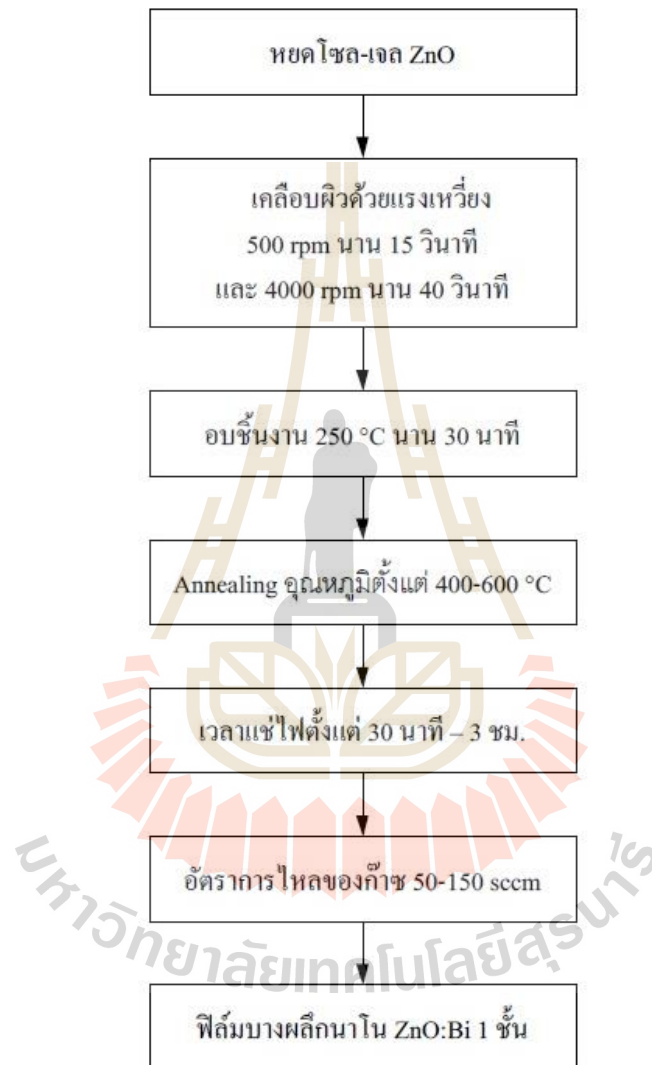 หยดโซล-เจล ZnO
เคลือบผิวด้วยแรงเหวี่ยง
500 rpm นาน 15 วินาที
และ 4000 rpm นาน 40 วินาที
อบชิ้นงาน 250 °C นาน 30 นาที
Annealing อุณหภูมิตั้งแต่ 400-600 °C
เวลาแช่ไฟตั้งแต่ 30 นาที – 3 ชม.
อัตราการไหลของก๊าซ 50-150 sccm
มหาวิทยาลัยเทคโนโลยีสุรนารี
ฟิล์มบางผลึกนาโน ZnO:Bi 1 ชั้น